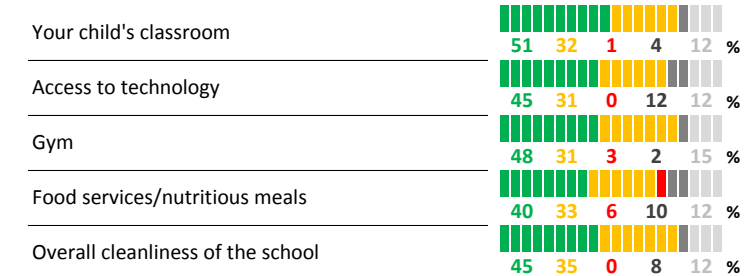 Your child's classroom
51 32 1 4 12 %
Access to technology
45 31 0 12 12 %
Gym
48 31 3 2 15 %
Food services/nutritious meals
40 33 6 10 12 %
Overall cleanliness of the school
45 35 0 8 12 %